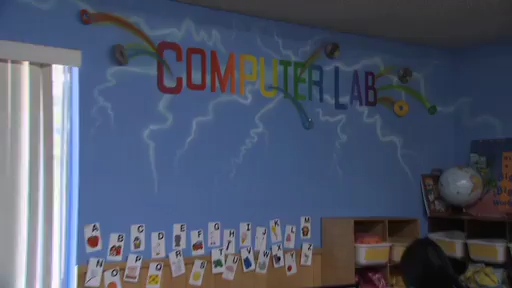 COMPUTER LAB
A B C D E F G H I J K L M
N O P Q R S T U V W X Y Z